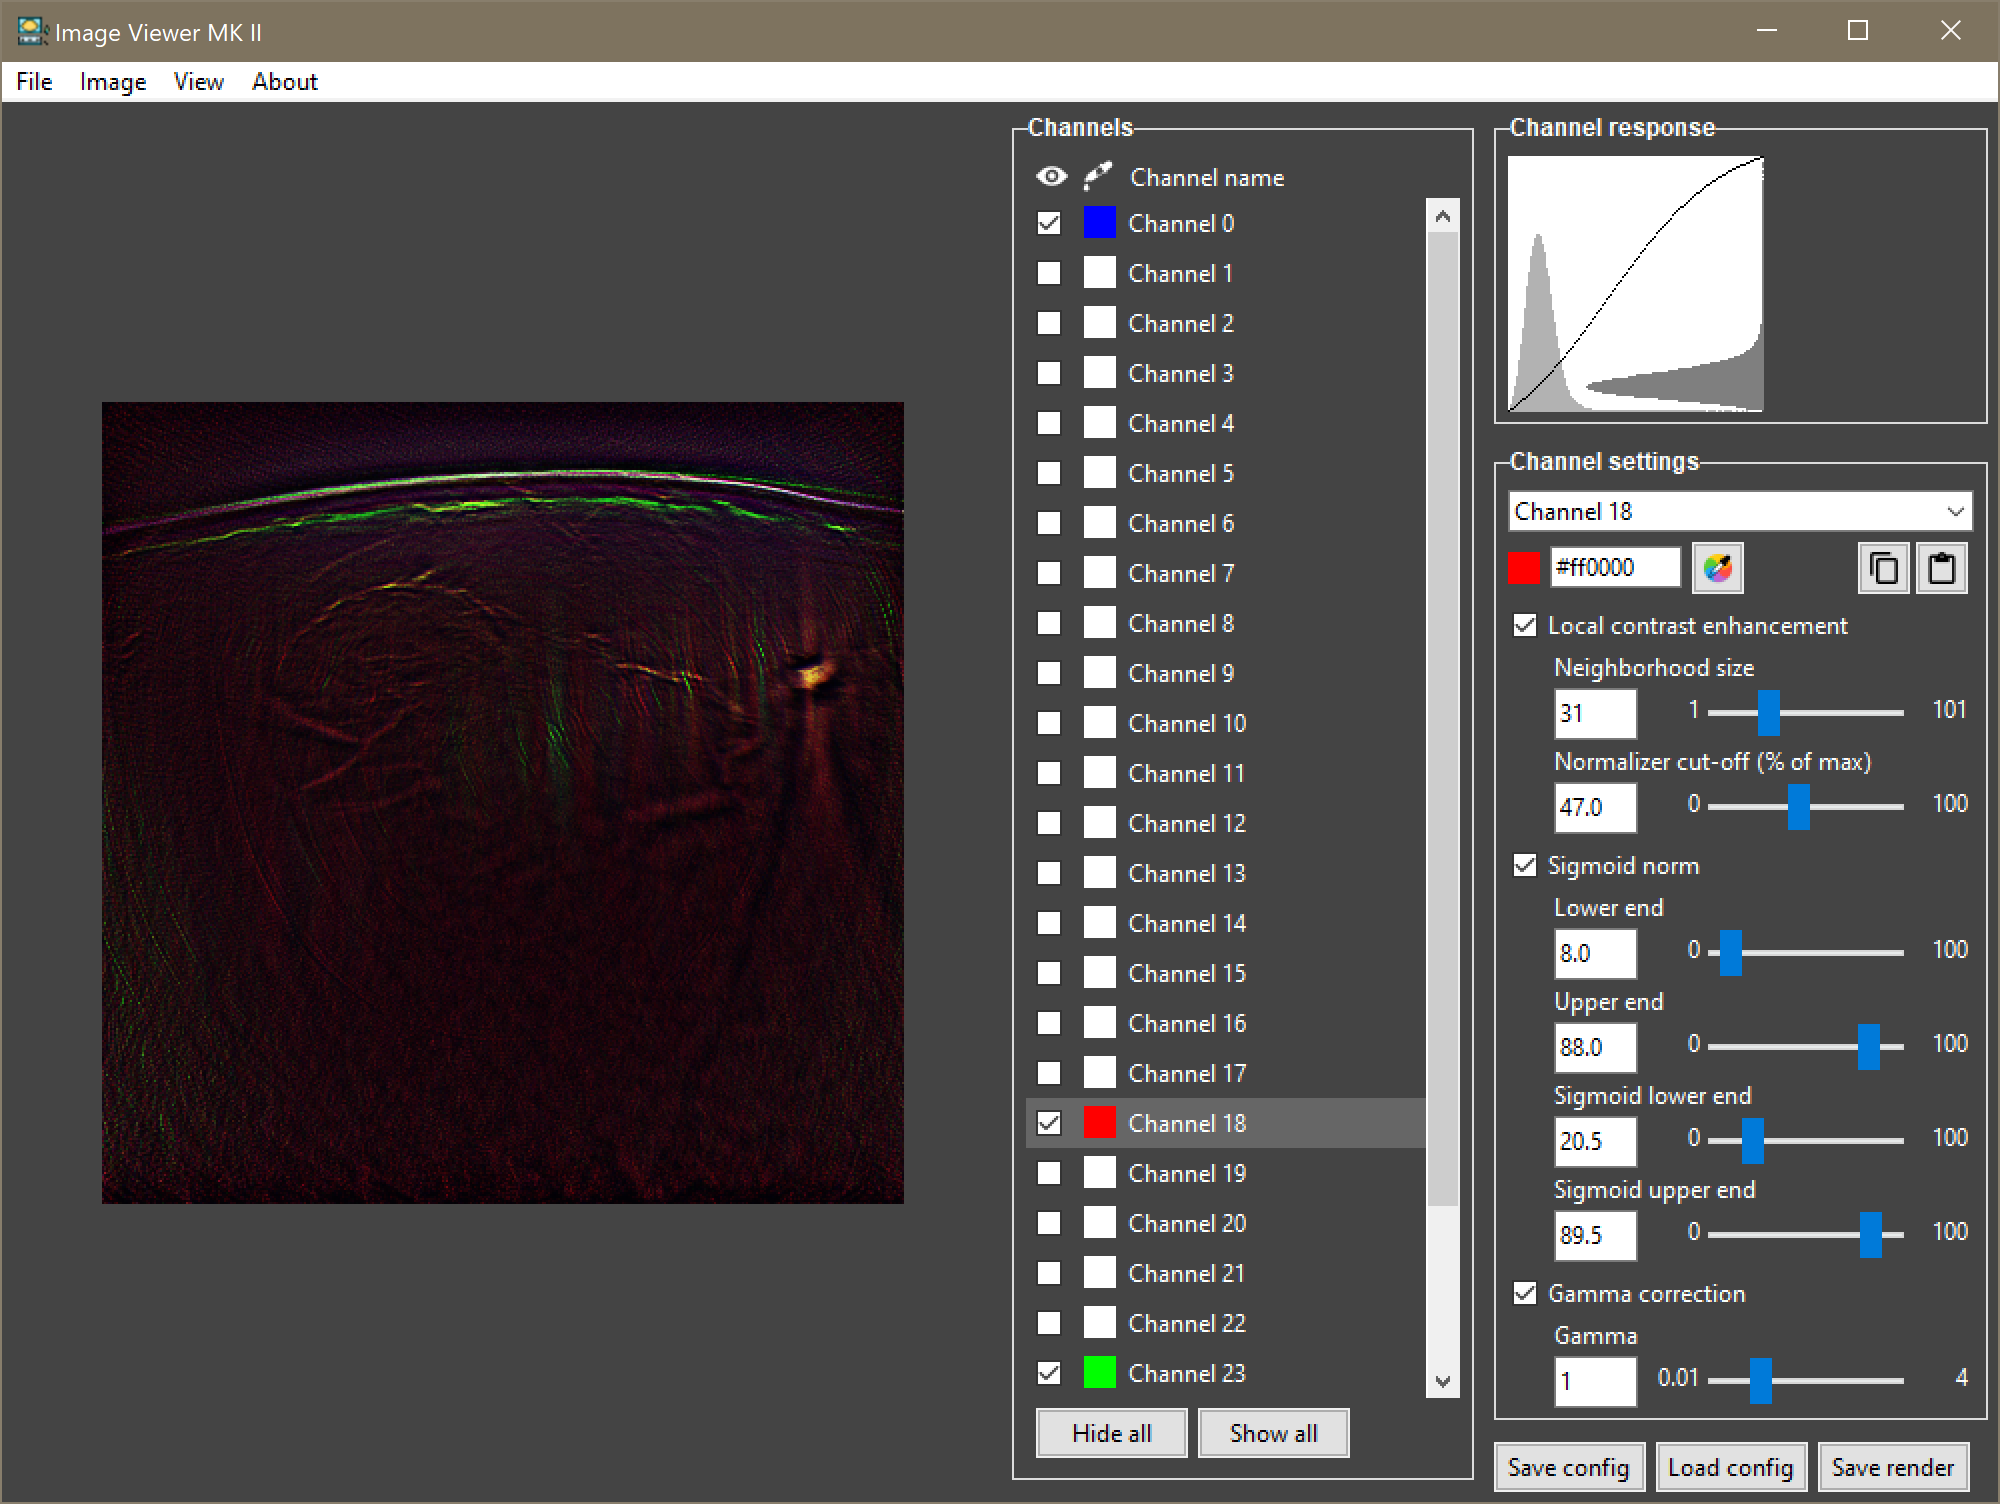 Image Viewer MK II
File Image View About
Channels
Channel name
Channel 0
Channel 1
Channel 2
Channel 3
Channel 4
Channel 5
Channel 6
Channel 7
Channel 8
Channel 9
Channel 10
Channel 11
Channel 12
Channel 13
Channel 14
Channel 15
Channel 16
Channel 17
Channel 18
Channel 19
Channel 20
Channel 21
Channel 22
Channel 23
Hide all Show all
Channel response
Channel settings
Channel 18
#ff0000
Local contrast enhancement
Neighborhood size
31 1 101
Normalizer cut-off (% of max)
47.0 0 100
Sigmoid norm
Lower end
8.0 0 100
Upper end
88.0 0 100
Sigmoid lower end
20.5 0 100
Sigmoid upper end
89.5 0 100
Gamma correction
Gamma
1 0.01 4
Save config Load config Save render